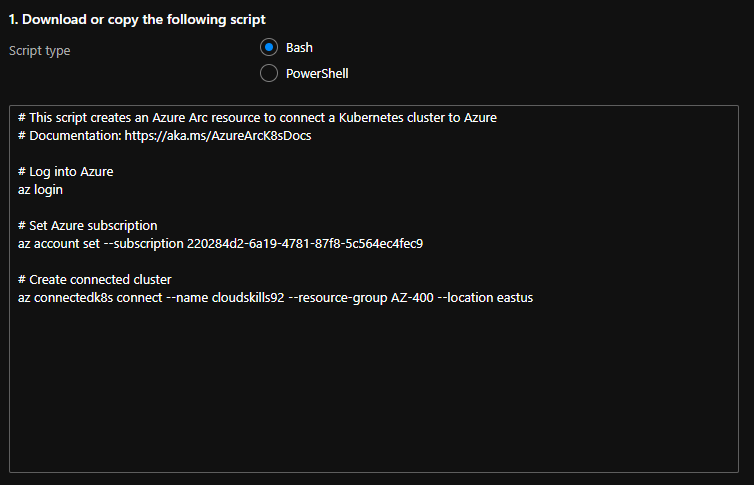 1. Download or copy the following script
Script type
Bash
PowerShell
# This script creates an Azure Arc resource to connect a Kubernetes cluster to Azure
# Documentation: https://aka.ms/AzureArcK8sDocs
# Log into Azure
az login
# Set Azure subscription
az account set --subscription 220284d2-6a19-4781-87f8-5c564ec4fec9
# Create connected cluster
az connectedk8s connect --name cloudskills92 --resource-group AZ-400 --location eastus